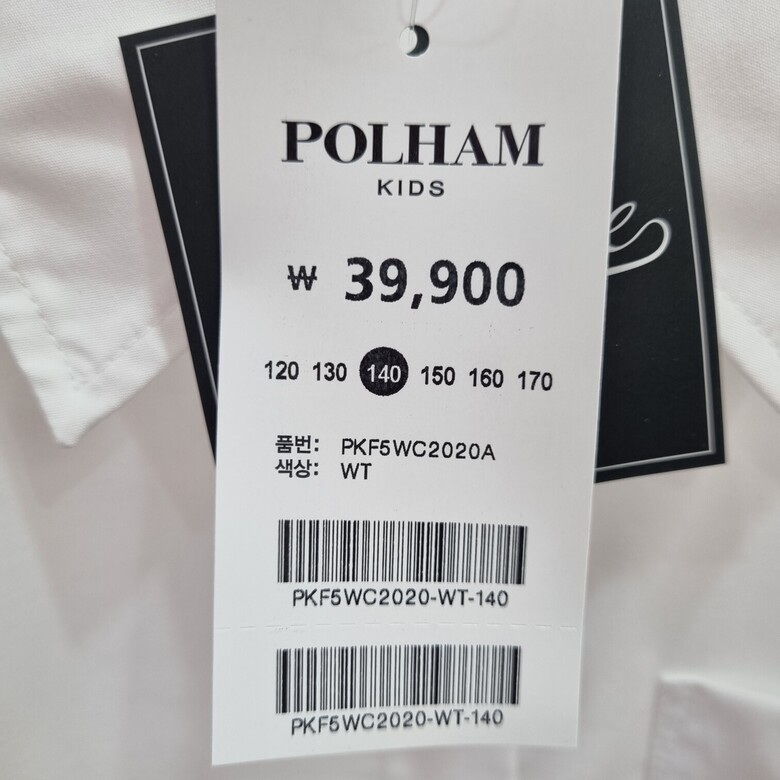 POLHAM
KIDS
₩ 39,900
120 130 140 150 160 170
품번: PKF5WC2020A
색상: WT
PKF5WC2020-WT-140
PKF5WC2020-WT-140